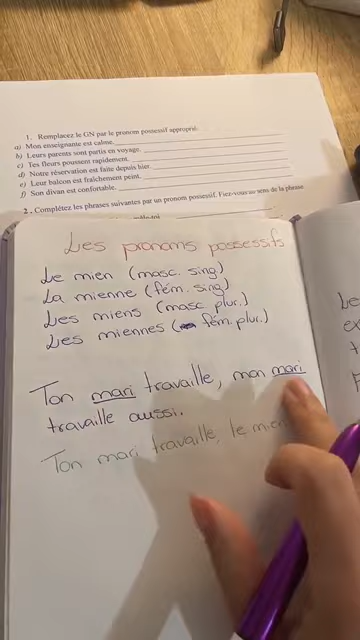 1. Remplacez le GN par le pronom possessif approprié.
a) Mon enseignante est calme.
b) Leurs parents sont partis en voyage.
c) Tes fleurs poussent rapidement.
d) Notre réservation est faite depuis hier.
e) Leur balcon est fraîchement peint.
f) Son divan est confortable.
2. Complétez les phrases suivantes par un pronom possessif. Fiez-vous au sens de la phrase
Les pronoms possessifs
Le mien (masc. sing)
La mienne (fém. sing)
Les miens (masc plur.)
Les miennes (fém. plur.)
Ton mari travaille, mon mari
travaille aussi.
Ton mari travaille, le mien
Le